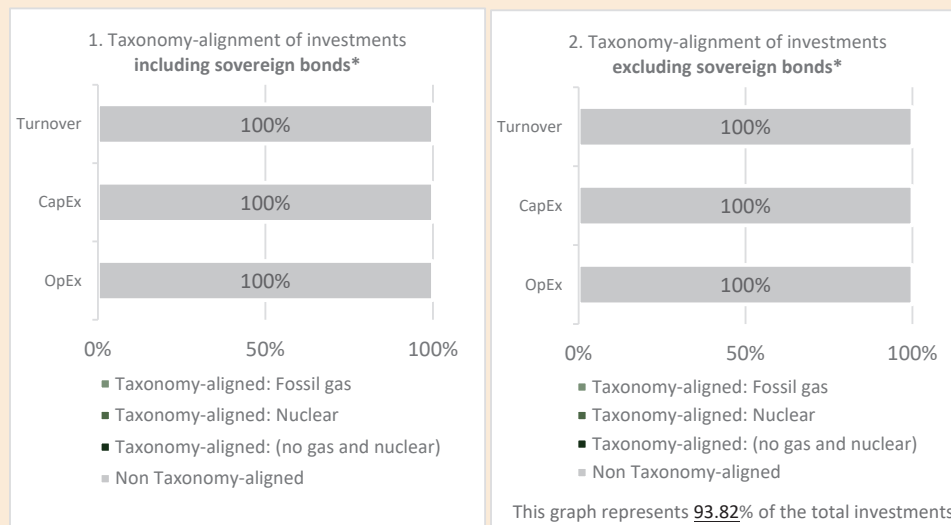 1. Taxonomy-alignment of investments
including sovereign bonds*
Turnover
100%
CapEx
100%
OpEx
100%
0%
50%
100%
Taxonomy-aligned: Fossil gas
Taxonomy-aligned: Nuclear
Taxonomy-aligned: (no gas and nuclear)
Non Taxonomy-aligned
2. Taxonomy-alignment of investments
excluding sovereign bonds*
Turnover
100%
CapEx
100%
OpEx
100%
0%
50%
100%
Taxonomy-aligned: Fossil gas
Taxonomy-aligned: Nuclear
Taxonomy-aligned: (no gas and nuclear)
Non Taxonomy-aligned
This graph represents 93.82% of the total investments